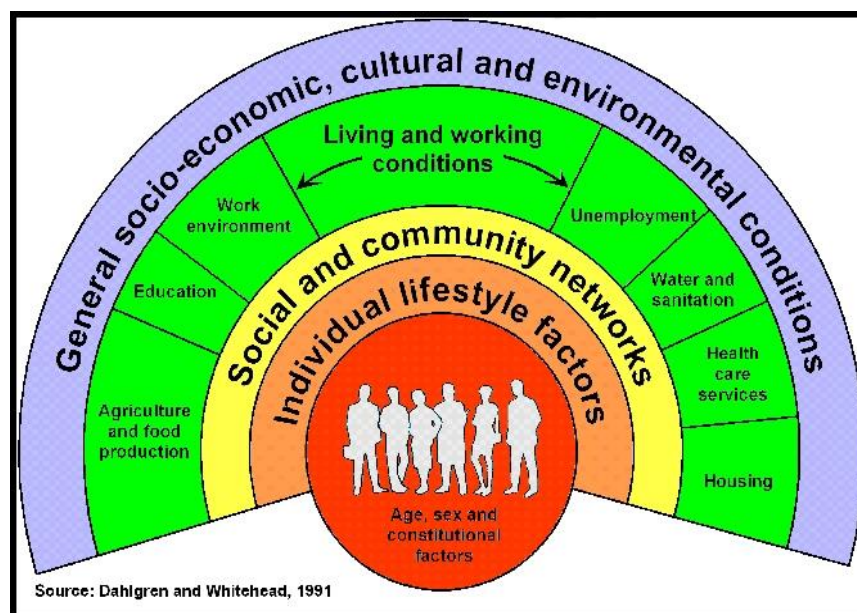 General socio-economic, cultural and environmental conditions
Living and working
conditions
Work
environment
Unemployment
Education
Water and
sanitation
Agriculture
and food
production
Health
care
services
Housing
Social and community networks
Individual lifestyle factors
Age, sex and
constitutional
factors
Source: Dahlgren and Whitehead, 1991